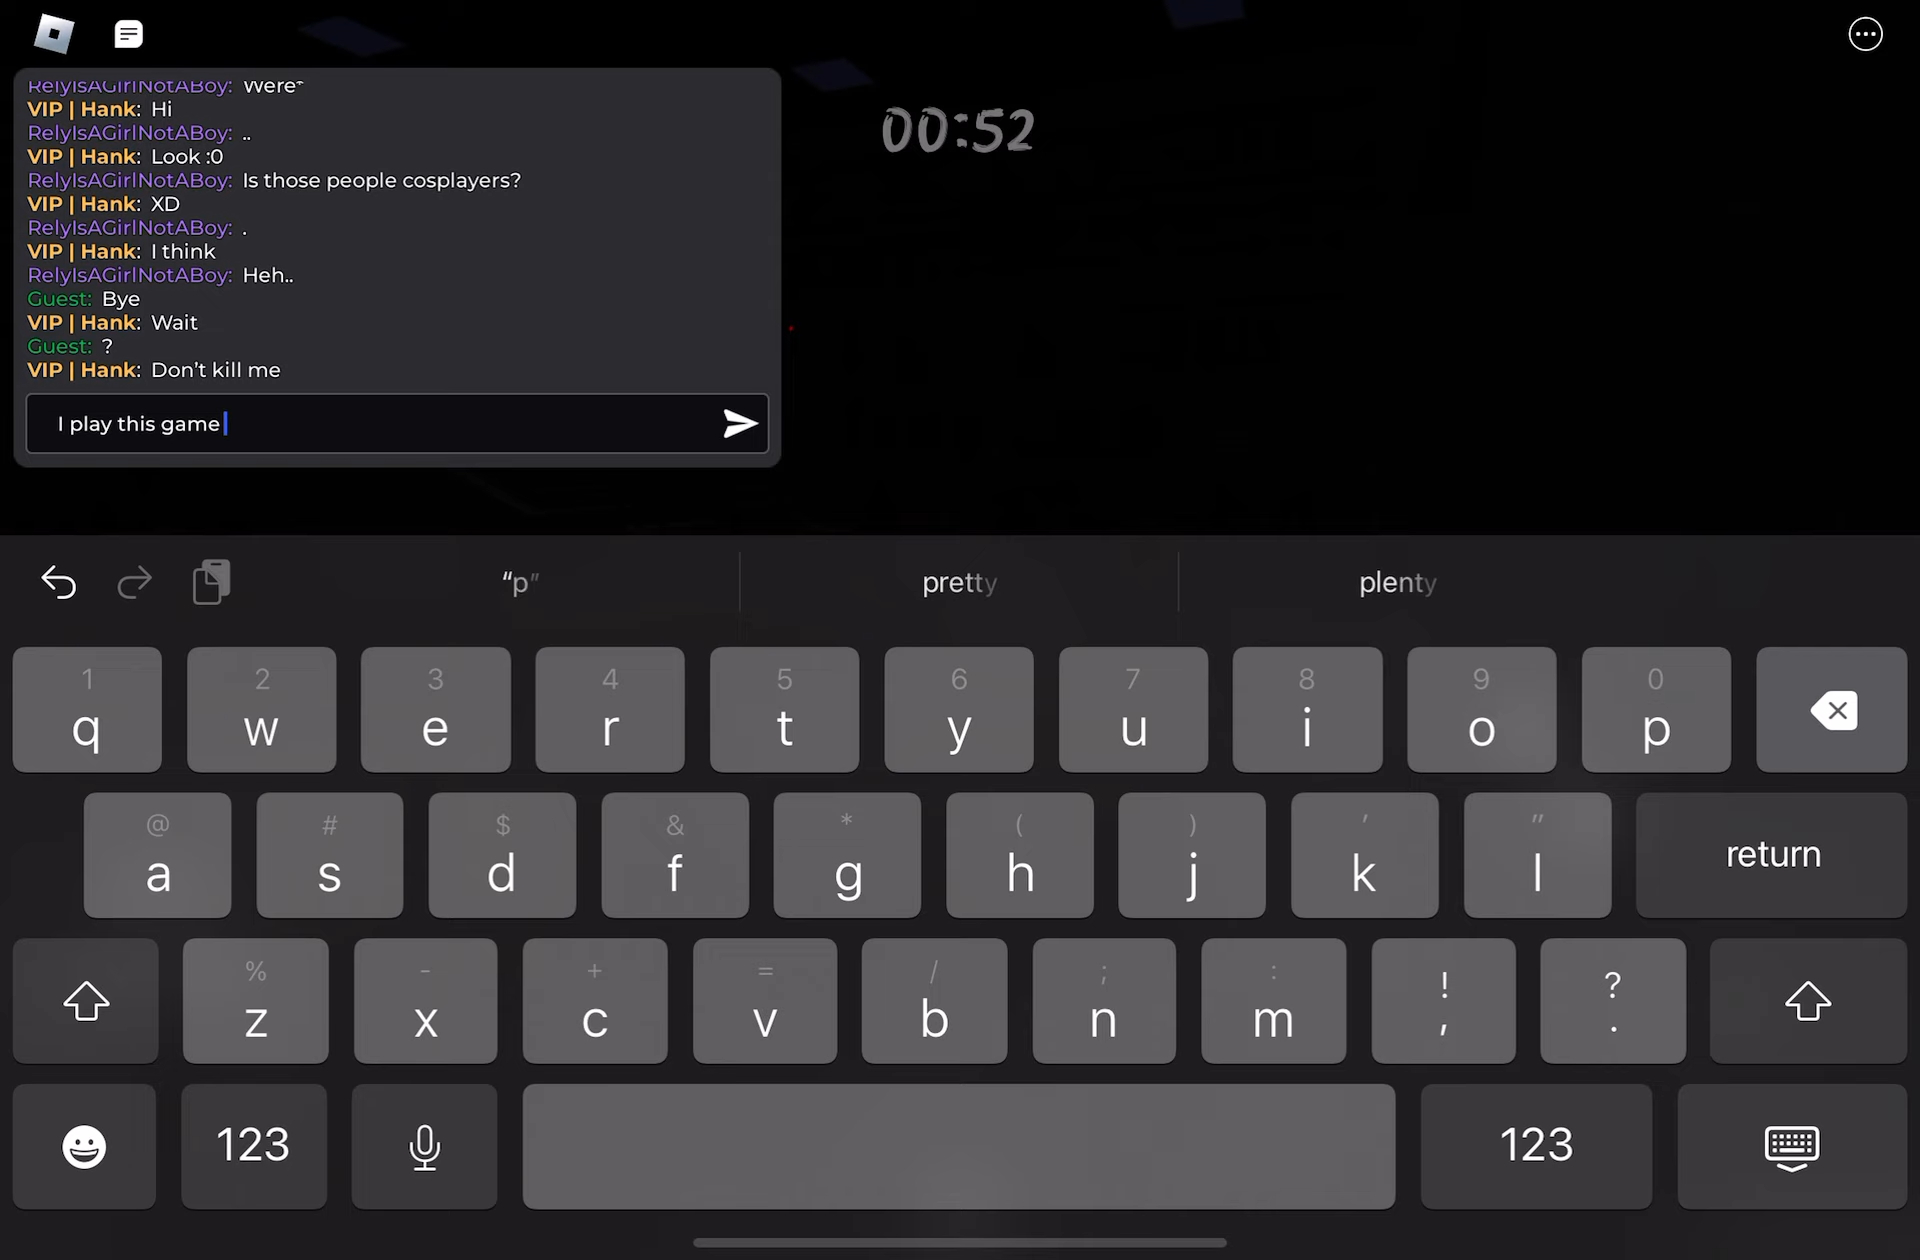 RelyIsAGirlNotABoy: Were*
VIP | Hank: Hi
RelyIsAGirlNotABoy: ..
VIP | Hank: Look :0
RelyIsAGirlNotABoy: Is those people cosplayers?
VIP | Hank: XD
RelyIsAGirlNotABoy: .
VIP | Hank: I think
RelyIsAGirlNotABoy: Heh..
Guest: Bye
VIP | Hank: Wait
Guest: ?
VIP | Hank: Don't kill me
I play this game
00:52
“p” pretty plenty
1 2 3 4 5 6 7 8 9 0
q w e r t y u i o p
@ # $ & * ( ) ' "
a s d f g h j k l return
% - + = / ; : ! ?
z x c v b n m , .
123 123